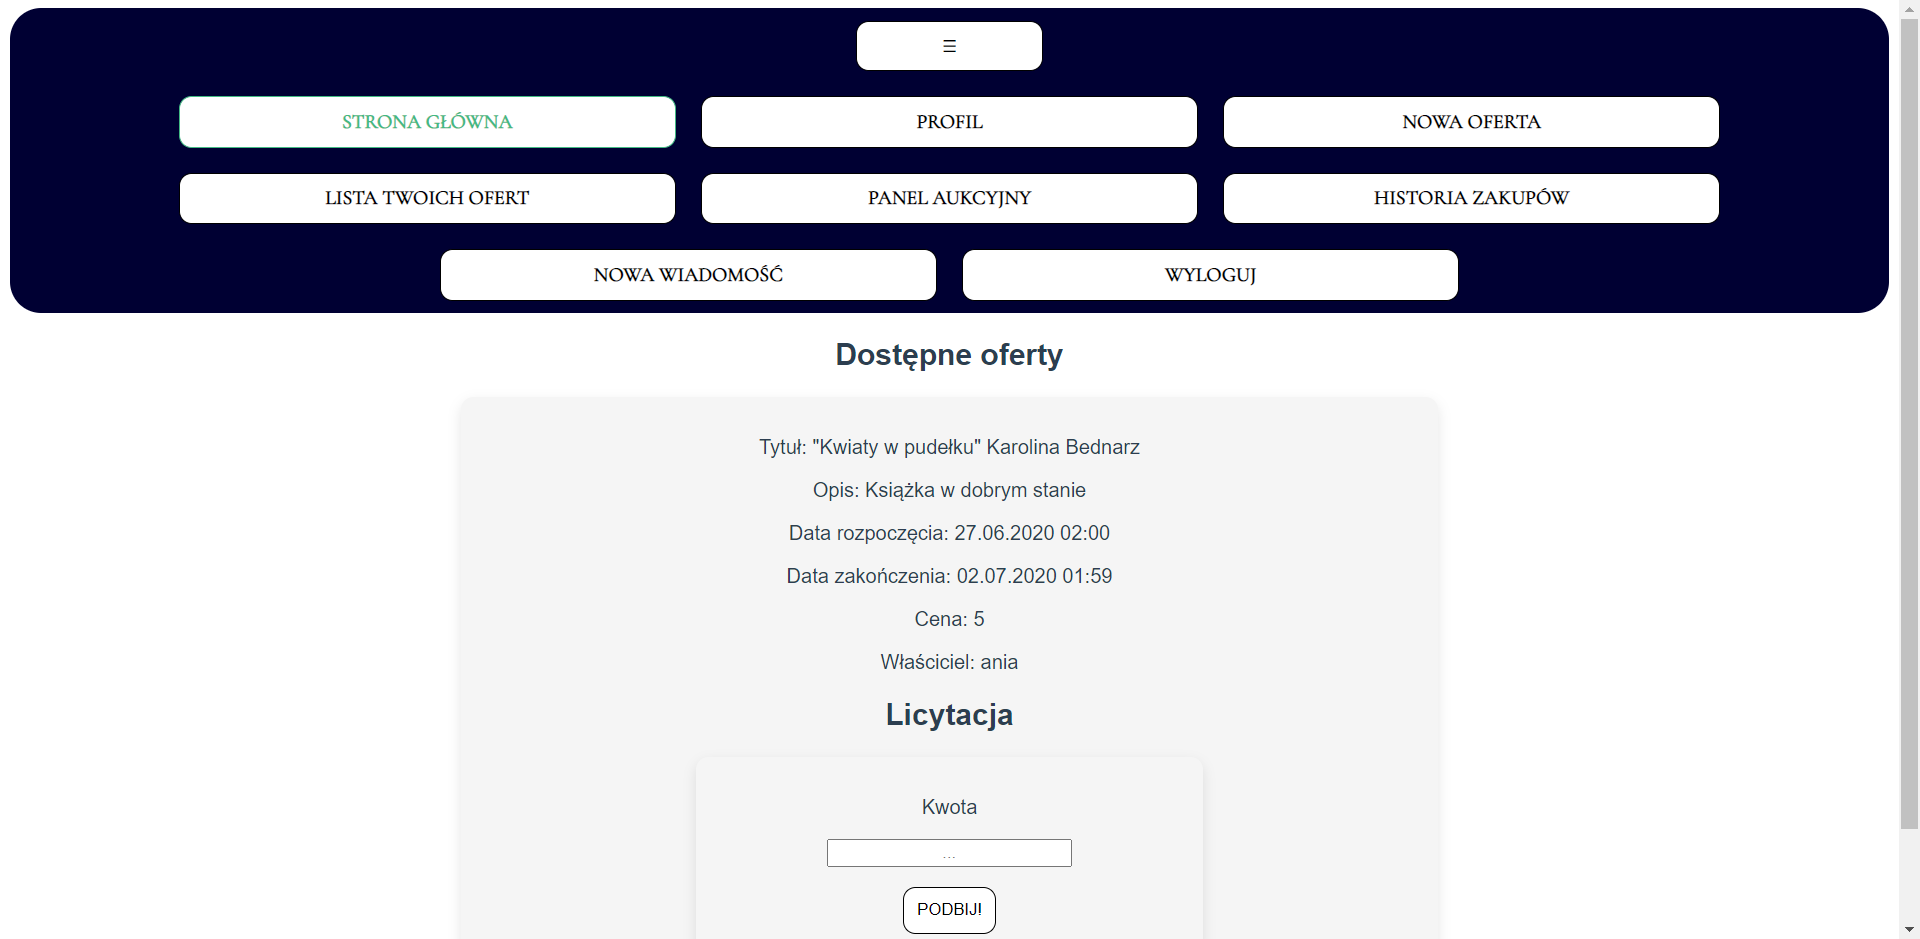 ☰
STRONA GŁÓWNA
PROFIL
NOWA OFERTA
LISTA TWOICH OFERT
PANEL AUKCYJNY
HISTORIA ZAKUPÓW
NOWA WIADOMOŚĆ
WYLOGUJ
Dostępne oferty
Tytuł: "Kwiaty w pudełku" Karolina Bednarz
Opis: Książka w dobrym stanie
Data rozpoczęcia: 27.06.2020 02:00
Data zakończenia: 02.07.2020 01:59
Cena: 5
Właściciel: ania
Licytacja
Kwota
...
PODBIJ!